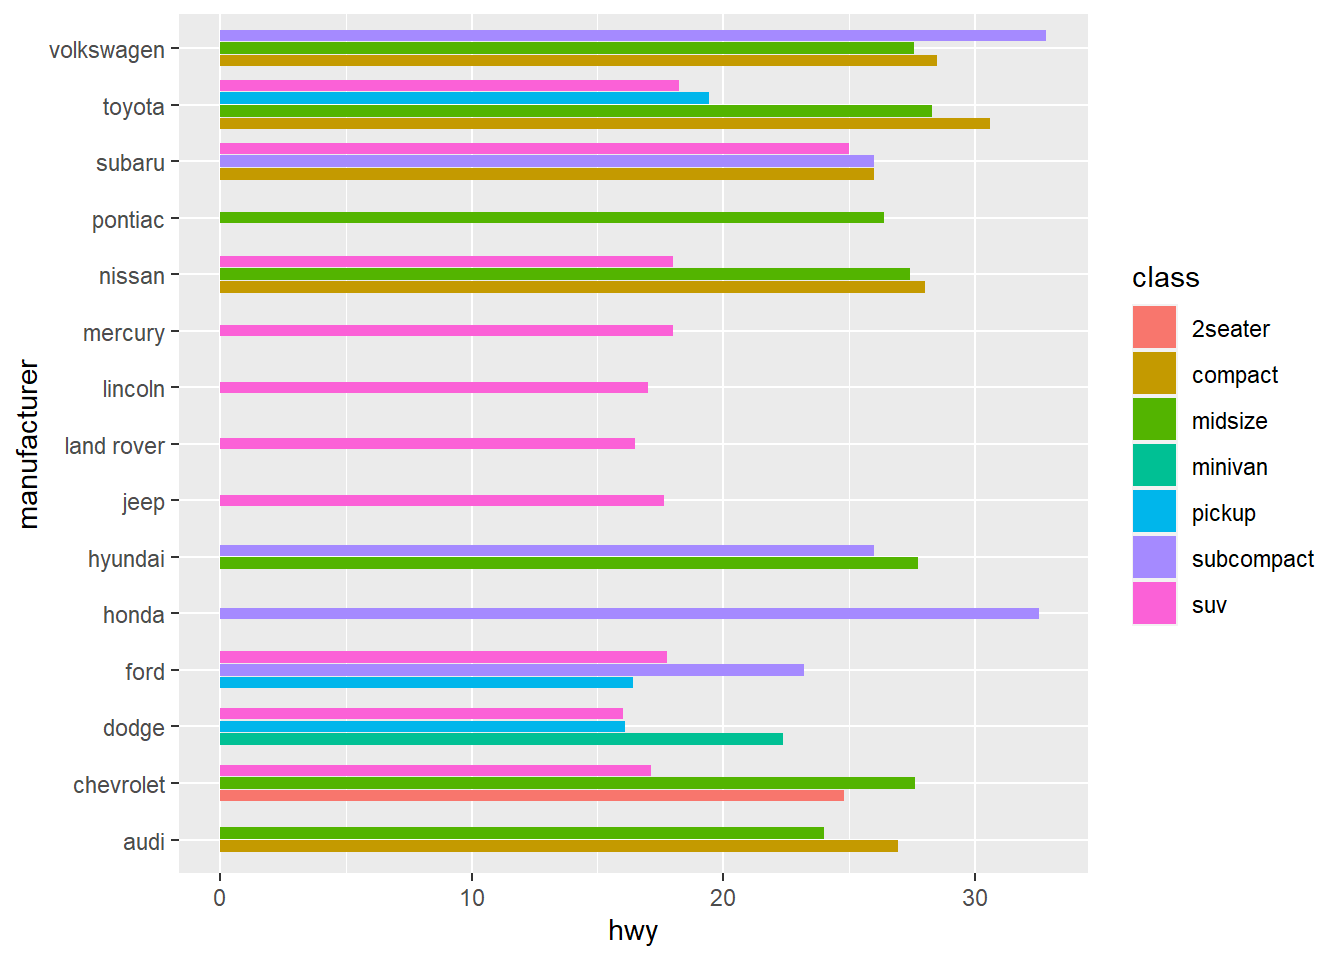 volkswagen
toyota
subaru
pontiac
nissan
mercury
lincoln
land rover
jeep
hyundai
honda
ford
dodge
chevrolet
audi
manufacturer
0 10 20 30
hwy
class
2seater
compact
midsize
minivan
pickup
subcompact
suv